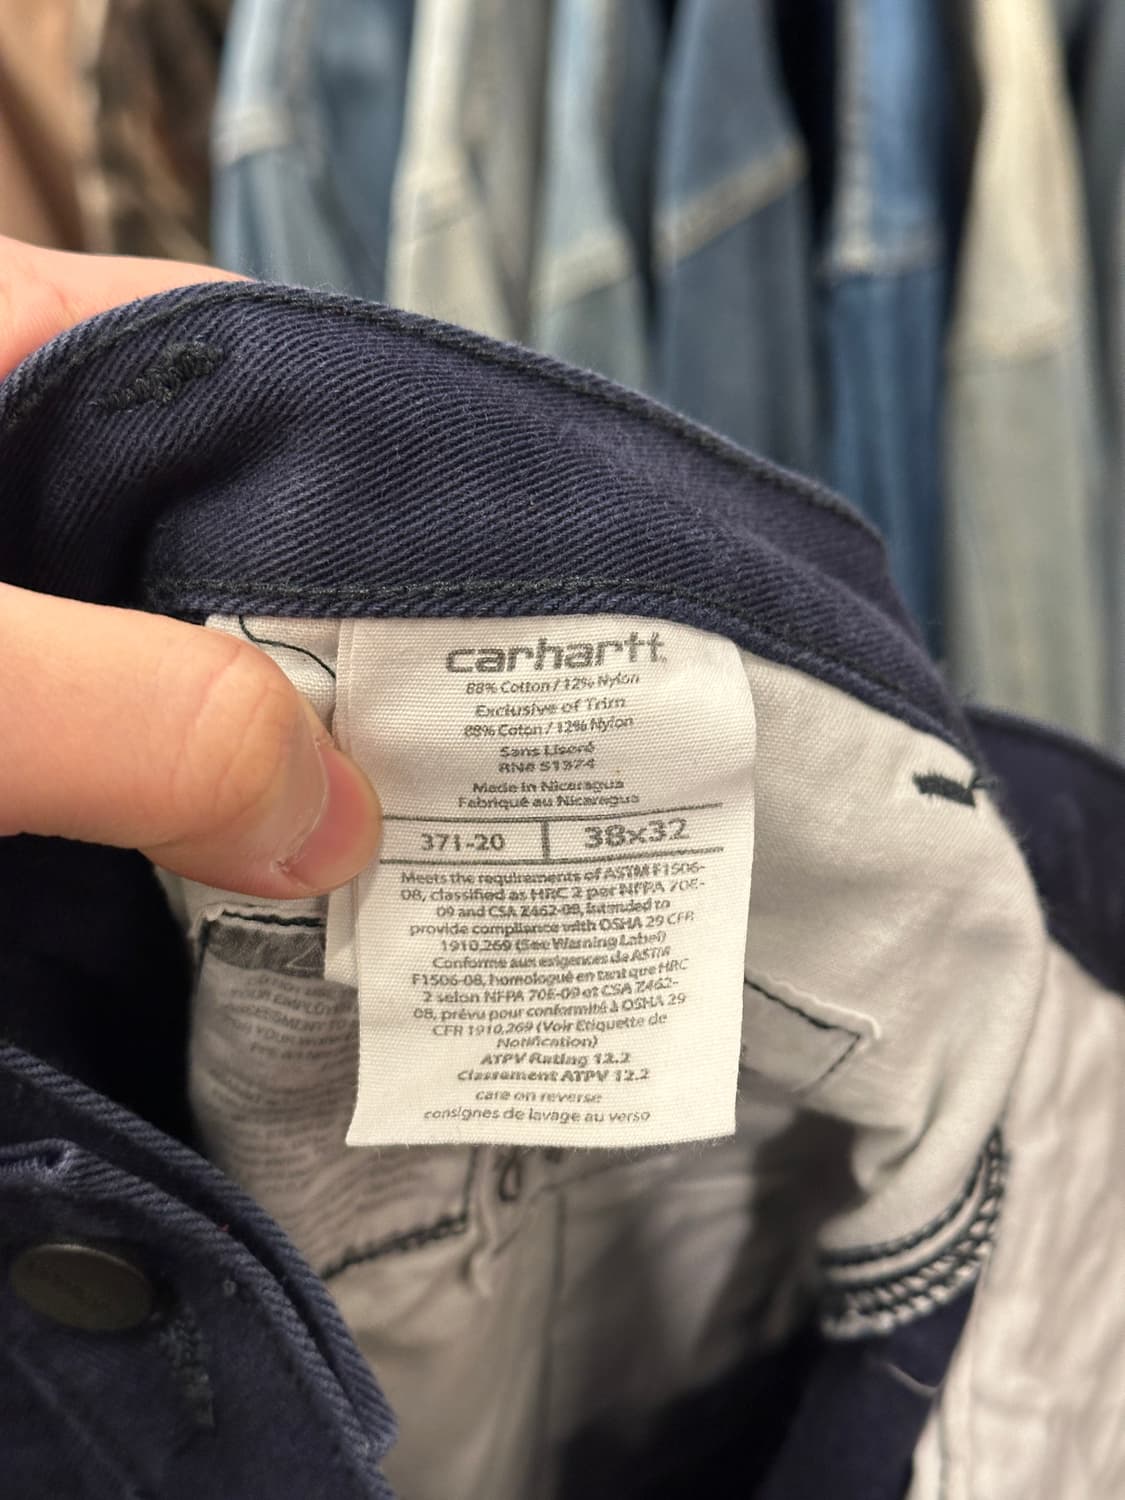 carhartt
88% Cotton / 12% Nylon
Exclusive of Trim
88% Coton / 12% Nylon
Sans Liseré
RN# 51374
Made in Nicaragua
Fabriqué au Nicaragua
371-20 38x32
Meets the requirements of ASTM F1506-
08, classified as HRC 2 per NFPA 70E-
09 and CSA Z462-08, intended to
provide compliance with OSHA 29 CFR
1910.269 (See Warning Label)
Conforme aux exigences de ASTM
F1506-08, homologué en tant que HRC
2 selon NFPA 70E-09 et CSA Z462-
08, prévu pour conformité à OSHA 29
CFR 1910.269 (Voir Etiquette de
Notification)
ATPV Rating 12.2
Classement ATPV 12.2
care on reverse
consignes de lavage au verso
YOUR EMPLOY